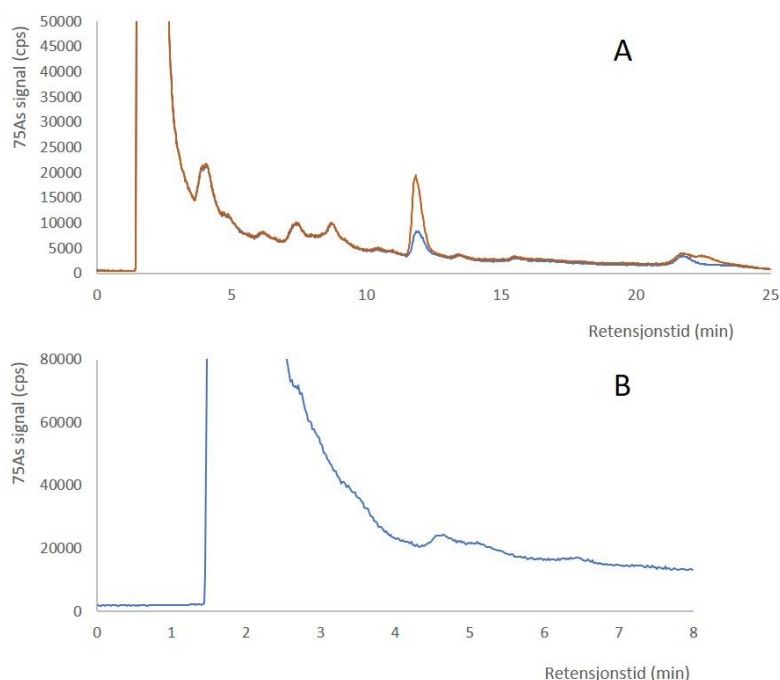 A
75As signal (cps)
50000
45000
40000
35000
30000
25000
20000
15000
10000
5000
0
0 5 10 15 20 25
Retensjonstid (min)
B
75As signal (cps)
80000
60000
40000
20000
0
0 1 2 3 4 5 6 7 8
Retensjonstid (min)